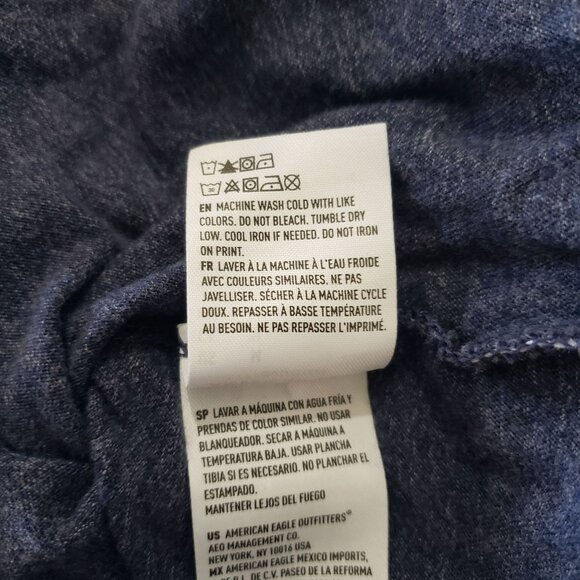 EN MACHINE WASH COLD WITH LIKE
COLORS. DO NOT BLEACH. TUMBLE DRY
LOW. COOL IRON IF NEEDED. DO NOT IRON
ON PRINT.
FR LAVER À LA MACHINE À L'EAU FROIDE
AVEC COULEURS SIMILAIRES. NE PAS
JAVELLISER. SÉCHER À LA MACHINE CYCLE
DOUX. REPASSER À BASSE TEMPÉRATURE
AU BESOIN. NE PAS REPASSER L'IMPRIMÉ.
SP LAVAR A MÁQUINA CON AGUA FRÍA Y
PRENDAS DE COLOR SIMILAR. NO USAR
BLANQUEADOR. SECAR A MÁQUINA A
TEMPERATURA BAJA. USAR PLANCHA
TIBIA SI ES NECESARIO. NO PLANCHAR EL
ESTAMPADO.
MANTENER LEJOS DEL FUEGO
US AMERICAN EAGLE OUTFITTERS®
AEO MANAGEMENT CO.
NEW YORK, NY 10016 USA
MX AMERICAN EAGLE MEXICO IMPORTS,
DE R.L. DE C.V. PASEO DE LA REFORMA